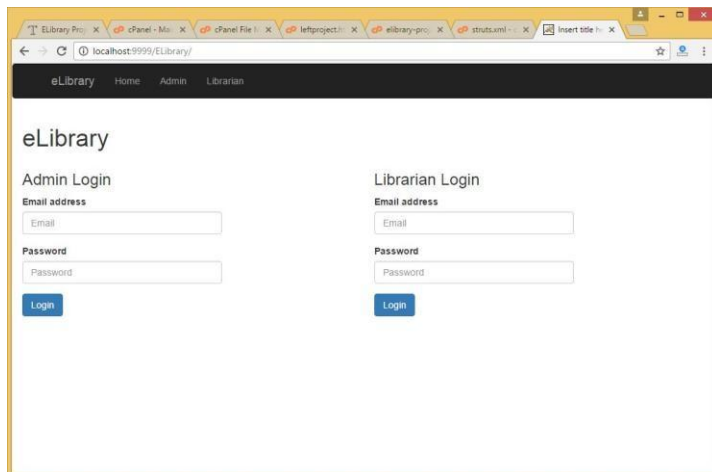 ELibrary Proj cPanel - Mai cPanel File M leftproject.h elibrary-proj struts.xml - Insert title he
localhost:9999/ELibrary/
eLibrary Home Admin Librarian
eLibrary
Admin Login Librarian Login
Email address Email address
Email Email
Password Password
Password Password
Login Login